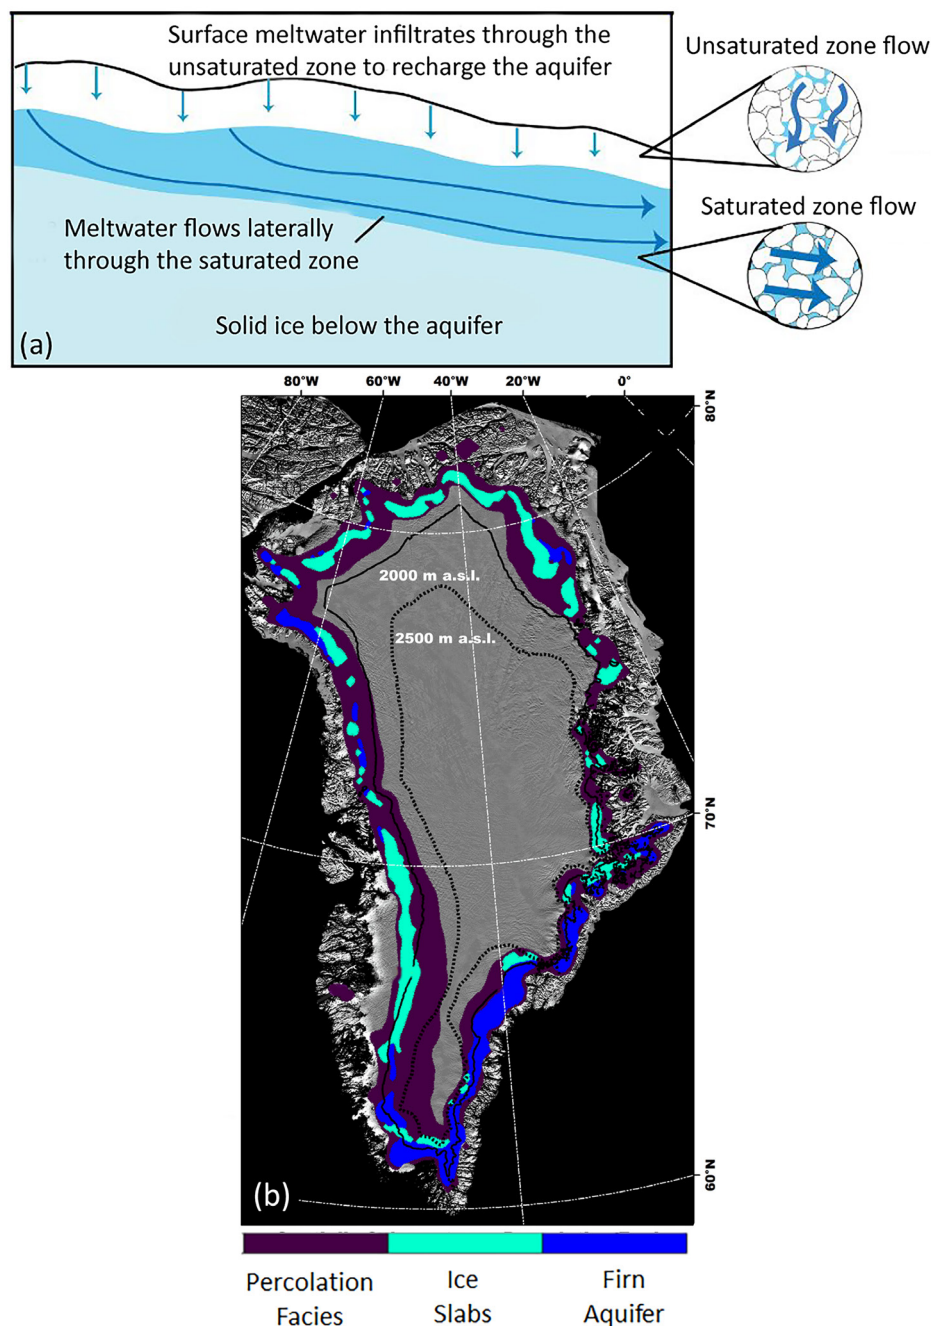 Surface meltwater infiltrates through the
unsaturated zone to recharge the aquifer
Unsaturated zone flow
Saturated zone flow
Meltwater flows laterally
through the saturated zone
Solid ice below the aquifer
(a)
80°W
60°W
40°W
20°W
0°
80°N
2000 m a.s.l.
2500 m a.s.l.
70°N
60°N
(b)
Percolation
Facies
Ice
Slabs
Firn
Aquifer